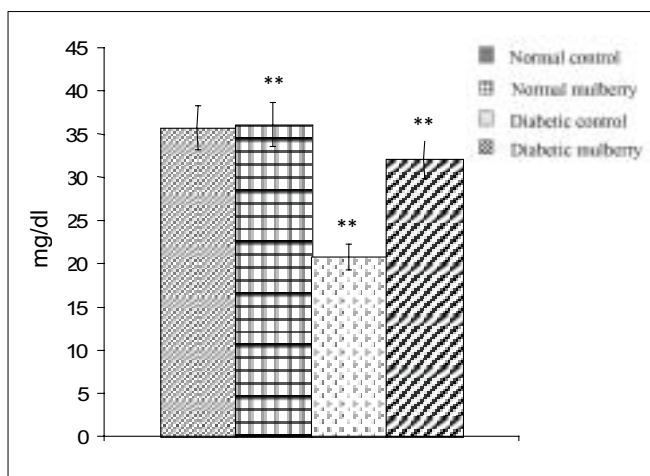 45
40
35
30
25
20
15
10
5
0
mg/dl
**
**
**
Normal control
Normal mulberry
Diabetic control
Diabetic mulberry